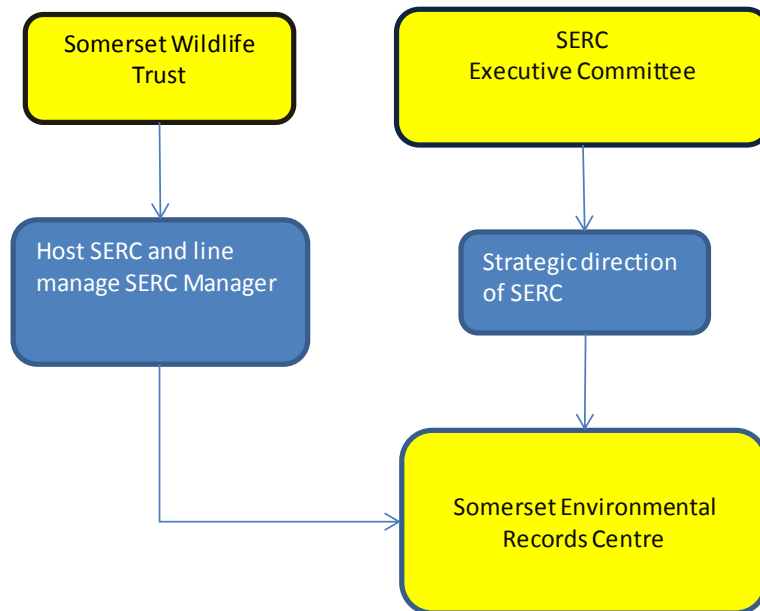 Somerset Wildlife
Trust
SERC
Executive Committee
Host SERC and line
manage SERC Manager
Strategic direction
of SERC
Somerset Environmental
Records Centre